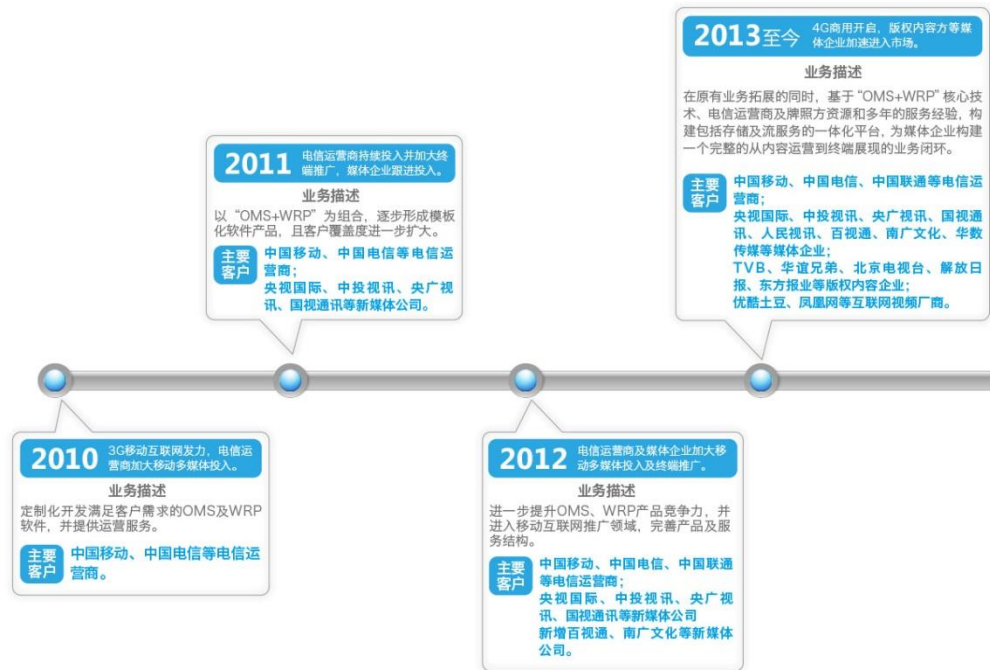 2010
3G移动互联网发力，电信运
营商加大移动多媒体投入。
业务描述
定制化开发满足客户需求的OMS及WRP
软件，并提供运营服务。
主要
客户
中国移动、中国电信等电信运
营商。
2011
电信运营商持续投入并加大终
端推广，媒体企业跟进投入。
业务描述
以“OMS+WRP”为组合，逐步形成模板
化软件产品，且客户覆盖度进一步扩大。
主要
客户
中国移动、中国电信等电信运
营商；
央视国际、中投视讯、央广视
讯、国视通讯等新媒体公司。
2012
电信运营商及媒体企业加大移
动多媒体投入及终端推广。
业务描述
进一步提升OMS、WRP产品竞争力，并
进入移动互联网推广领域，完善产品及服
务结构。
主要
客户
中国移动、中国电信、中国联通
等电信运营商；
央视国际、中投视讯、央广视
讯、国视通讯等新媒体公司
新增百视通、南广文化等新媒体
公司。
2013至今
4G商用开启，版权内容方等媒
体企业加速进入市场。
业务描述
在原有业务拓展的同时，基于“OMS+WRP”核心技
术、电信运营商及牌照方资源和多年的服务经验，构
建包括存储及流服务的一体化平台，为媒体企业构建
一个完整的从内容运营到终端展现的业务闭环。
主要
客户
中国移动、中国电信、中国联通等电信运
营商；
央视国际、中投视讯、央广视讯、国视通
讯、人民视讯、百视通、南广文化、华数
传媒等媒体企业；
TVB、华谊兄弟、北京电视台、解放日
报、东方报业等版权内容企业；
优酷土豆、凤凰网等互联网视频厂商。